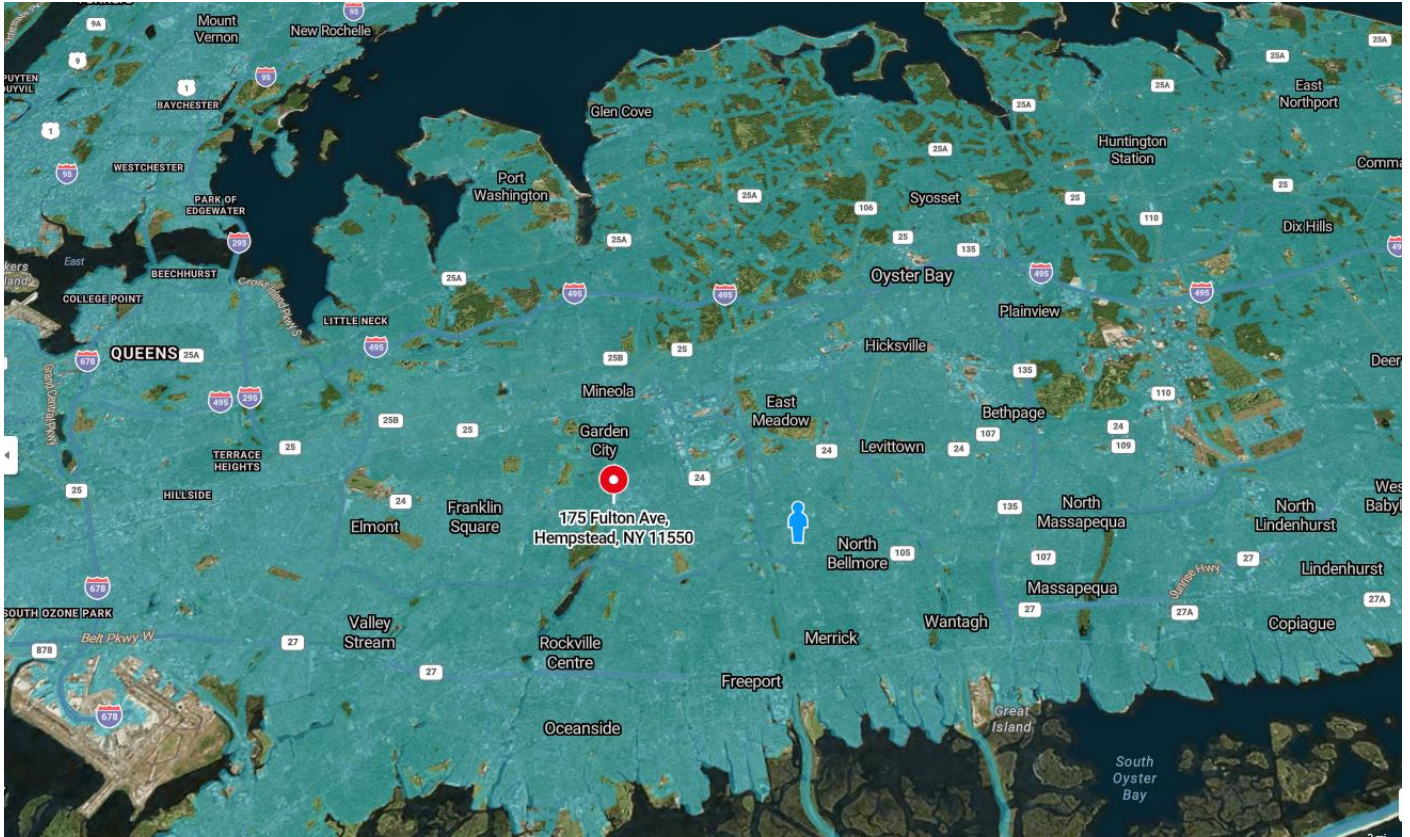 9A
Mount
Vernon
95
New Rochelle
25A
9
PUYTEN
DUYVIL
95
1
BAYCHESTER
Glen Cove
25A
25A
25A
East
Northport
1
WESTCHESTER
95
Huntington
Station
25A
Port
Washington
25A
106
Syosset
25
25
Comma
PARK OF
EDGEWATER
110
Dix Hills
295
25A
25
135
495
East
BEECHHURST
Cross Island Pkwy S
25A
Oyster Bay
495
COLLEGE POINT
495
495
495
LITTLE NECK
Plainview
678
QUEENS
25A
495
25B
25
Hicksville
Deer
Grand Central Pkwy
495
295
Mineola
135
110
East
Meadow
Bethpage
25B
25
Garden
City
107
24
25
24
Levittown
24
109
TERRACE
HEIGHTS
25
HILLSIDE
24
24
Elmont
Franklin
Square
175 Fulton Ave,
Hempstead, NY 11550
135
North
Massapequa
North
Lindenhurst
Wes
Babyl
North
Bellmore
105
107
27
678
Lindenhurst
SOUTH OZONE PARK
Massapequa
Sunrise Hwy
27
27A
27A
Valley
Stream
Wantagh
Copiague
Belt Pkwy W
878
27
Rockville
Centre
Merrick
27
Freeport
678
Oceanside
Great
Island
South
Oyster
Bay